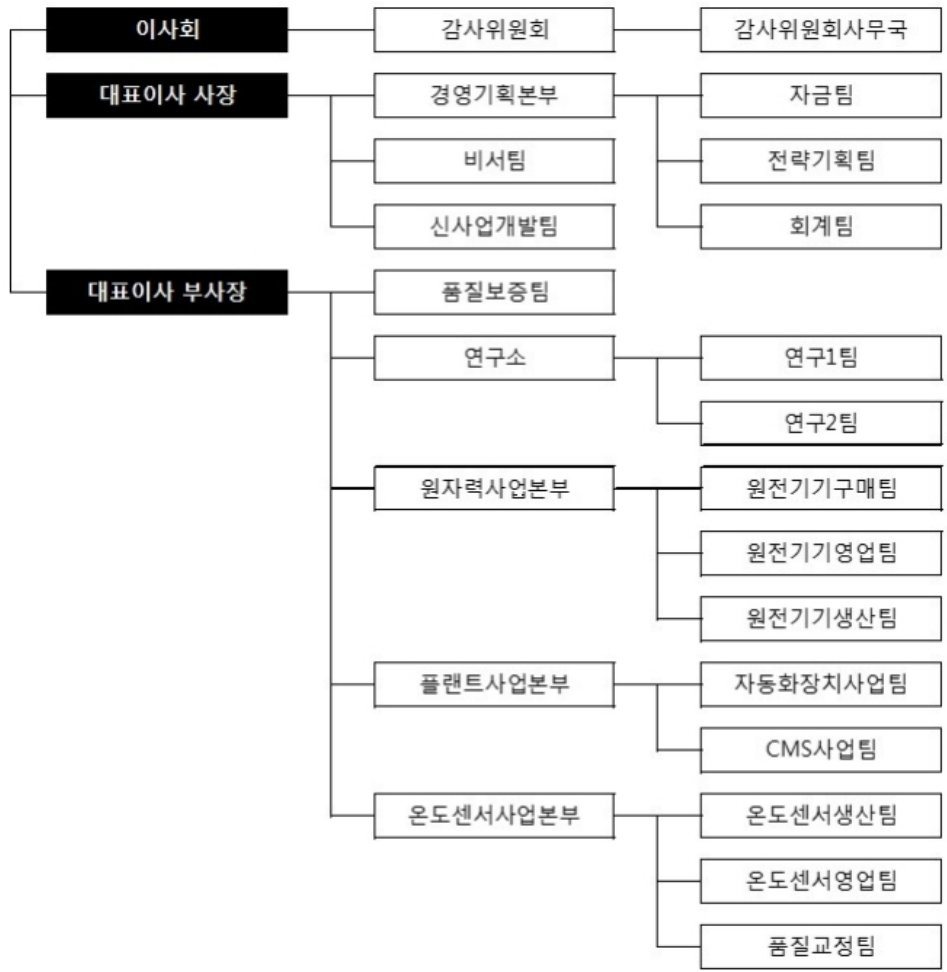 이사회
감사위원회
감사위원회사무국
대표이사 사장
경영기획본부
자금팀
비서팀
전략기획팀
신사업개발팀
회계팀
대표이사 부사장
품질보증팀
연구소
연구1팀
연구2팀
원자력사업본부
원전기기구매팀
원전기기영업팀
원전기기생산팀
플랜트사업본부
자동화장치사업팀
CMS사업팀
온도센서사업본부
온도센서생산팀
온도센서영업팀
품질교정팀